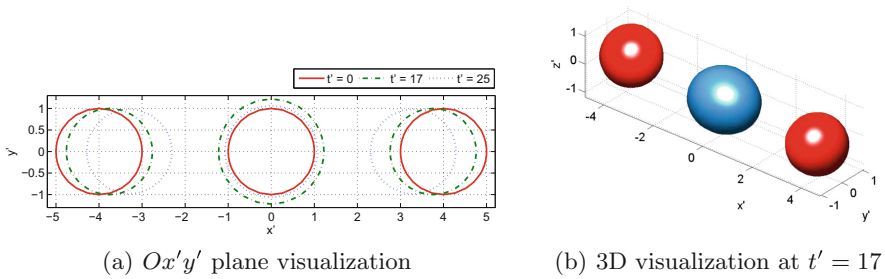 t' = 0 t' = 17 t' = 25
1
0.5
0
−0.5
−1
y'
−5 −4 −3 −2 −1 0 1 2 3 4 5
x'
(a) Ox'y' plane visualization
1
0
−1
z'
−4 −2 0 2 4
x'
−1 0 1
y'
(b) 3D visualization at t' = 17